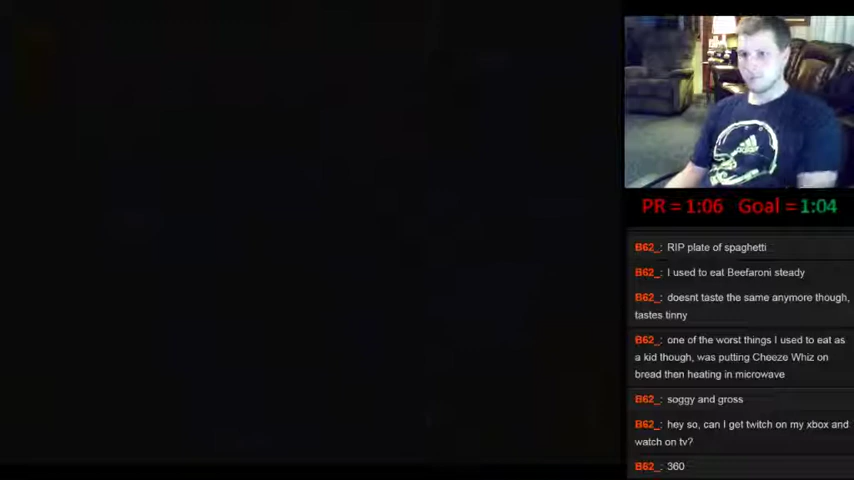 PR = 1:06 Goal = 1:04
B62_: RIP plate of spaghetti
B62_: I used to eat Beefaroni steady
B62_: doesnt taste the same anymore though,
tastes tinny
B62_: one of the worst things I used to eat as
a kid though, was putting Cheeze Whiz on
bread then heating in microwave
B62_: soggy and gross
B62_: hey so, can I get twitch on my xbox and
watch on tv?
B62_: 360